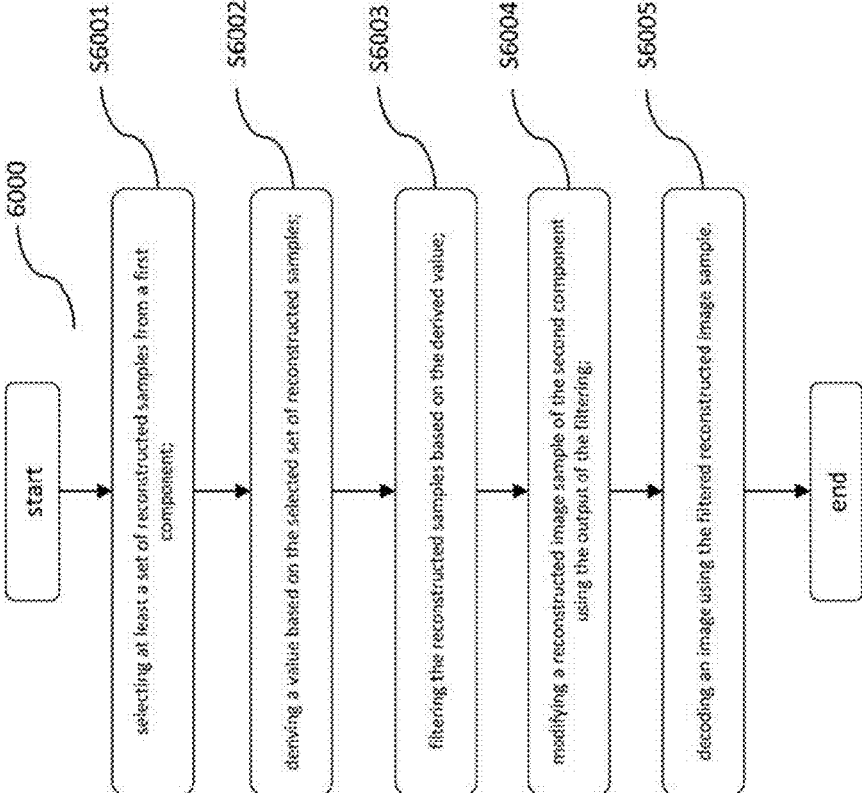 6000
start
S6001
selecting at least a set of reconstructed samples from a first
component;
S6002
deriving a value based on the selected set of reconstructed samples;
S6003
filtering the reconstructed samples based on the derived value;
S6004
modifying a reconstructed image sample of the second component
using the output of the filtering;
S6005
decoding an image using the filtered reconstructed image sample.
end